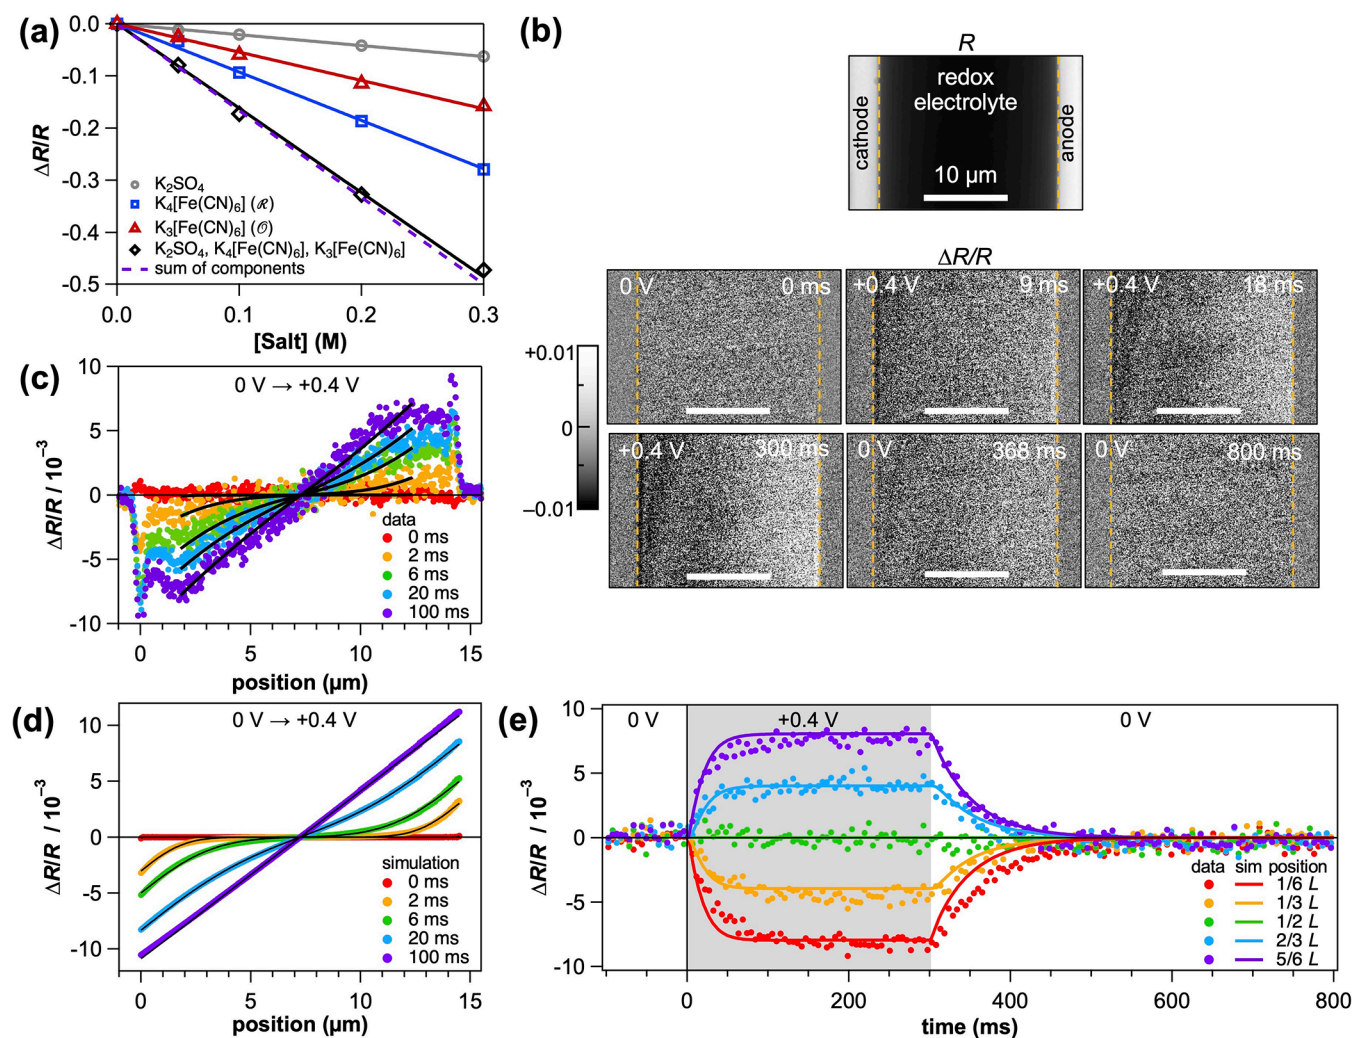 (a)
0.0
-0.1
-0.2
-0.3
-0.4
-0.5
ΔR/R
K₂SO₄
K₄[Fe(CN)₆] (ℛ)
K₃[Fe(CN)₆] (𝒪)
K₂SO₄, K₄[Fe(CN)₆], K₃[Fe(CN)₆]
sum of components
0.0 0.1 0.2 0.3
[Salt] (M)
(b)
R
cathode
redox
electrolyte
anode
10 µm
ΔR/R
0 V 0 ms
+0.4 V 9 ms
+0.4 V 18 ms
+0.01
0
−0.01
+0.4 V 300 ms
0 V 368 ms
0 V 800 ms
(c)
0 V → +0.4 V
10
5
0
-5
-10
ΔR/R / 10⁻³
data
0 ms
2 ms
6 ms
20 ms
100 ms
0 5 10 15
position (µm)
(d)
0 V → +0.4 V
10
5
0
-5
-10
ΔR/R / 10⁻³
simulation
0 ms
2 ms
6 ms
20 ms
100 ms
0 5 10 15
position (µm)
(e)
0 V +0.4 V 0 V
10
5
0
-5
-10
ΔR/R / 10⁻³
data sim position
1/6 L
1/3 L
1/2 L
2/3 L
5/6 L
0 200 400 600 800
time (ms)